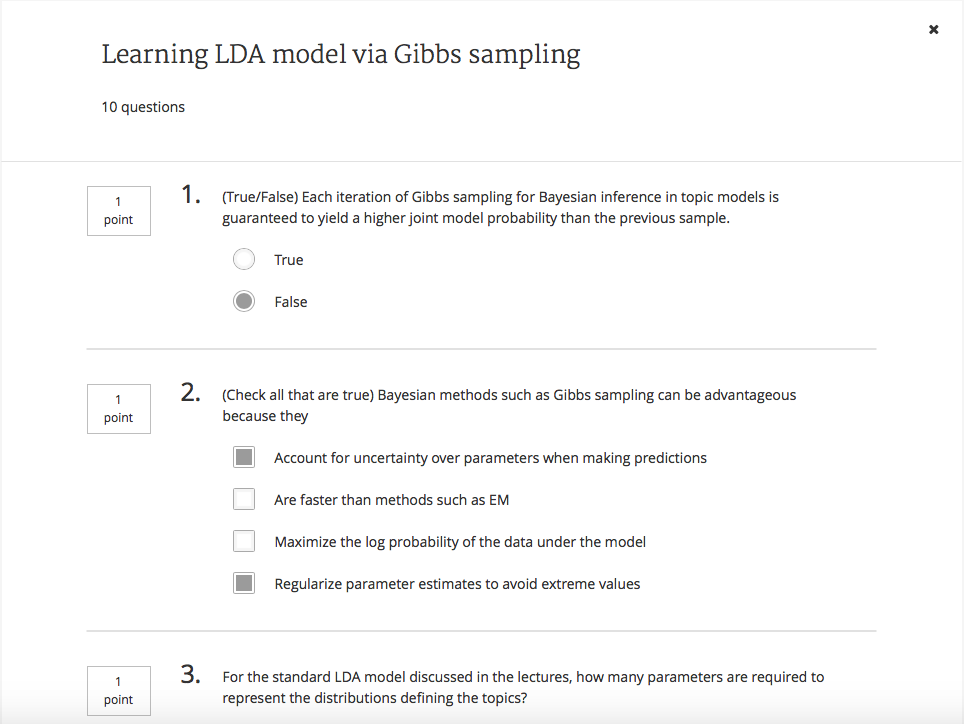 Learning LDA model via Gibbs sampling
10 questions
1
point
1.
(True/False) Each iteration of Gibbs sampling for Bayesian inference in topic models is
guaranteed to yield a higher joint model probability than the previous sample.
True
False
1
point
2.
(Check all that are true) Bayesian methods such as Gibbs sampling can be advantageous
because they
Account for uncertainty over parameters when making predictions
Are faster than methods such as EM
Maximize the log probability of the data under the model
Regularize parameter estimates to avoid extreme values
1
point
3.
For the standard LDA model discussed in the lectures, how many parameters are required to
represent the distributions defining the topics?